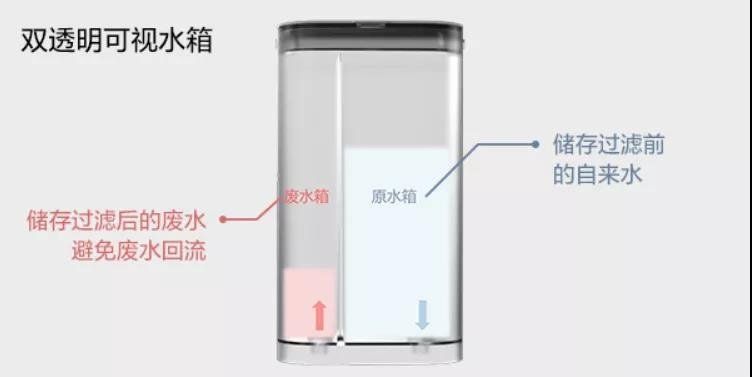 双透明可视水箱
储存过滤前
的自来水
废水箱
原水箱
储存过滤后的废水
避免废水回流